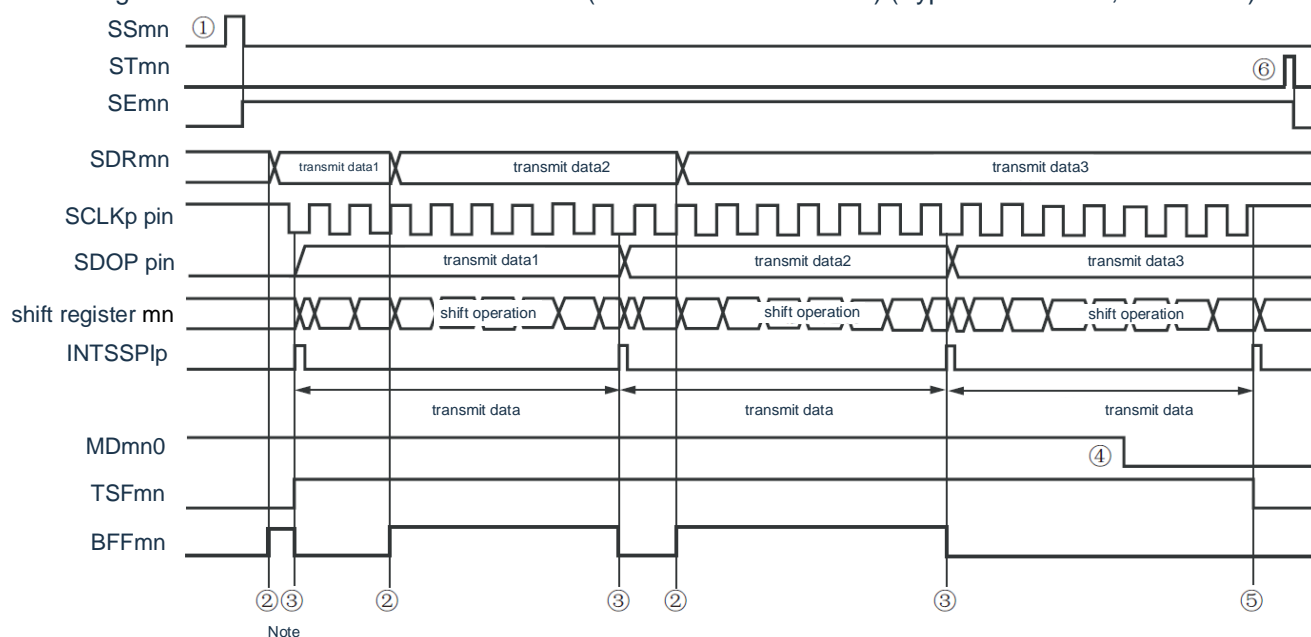 SSmn ①
STmn ⑥
SEmn
SDRmn transmit data1 transmit data2 transmit data3
SCLKp pin
SDOP pin transmit data1 transmit data2 transmit data3
shift register mn shift operation shift operation shift operation
INTSSPIp
transmit data transmit data transmit data
MDmn0 ④
TSFmn
BFFmn
②③ ② ③ ② ③ ⑤
Note